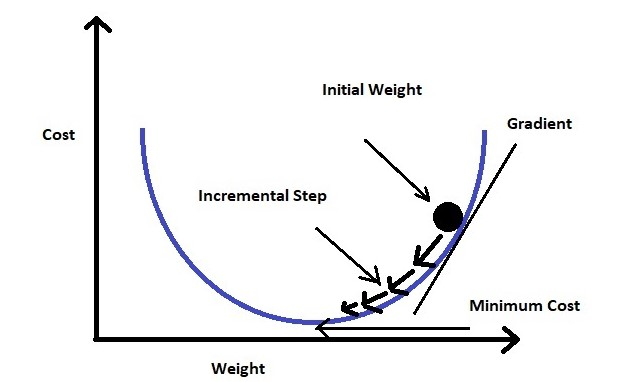 Initial Weight
Gradient
Cost
Incremental Step
Minimum Cost
Weight